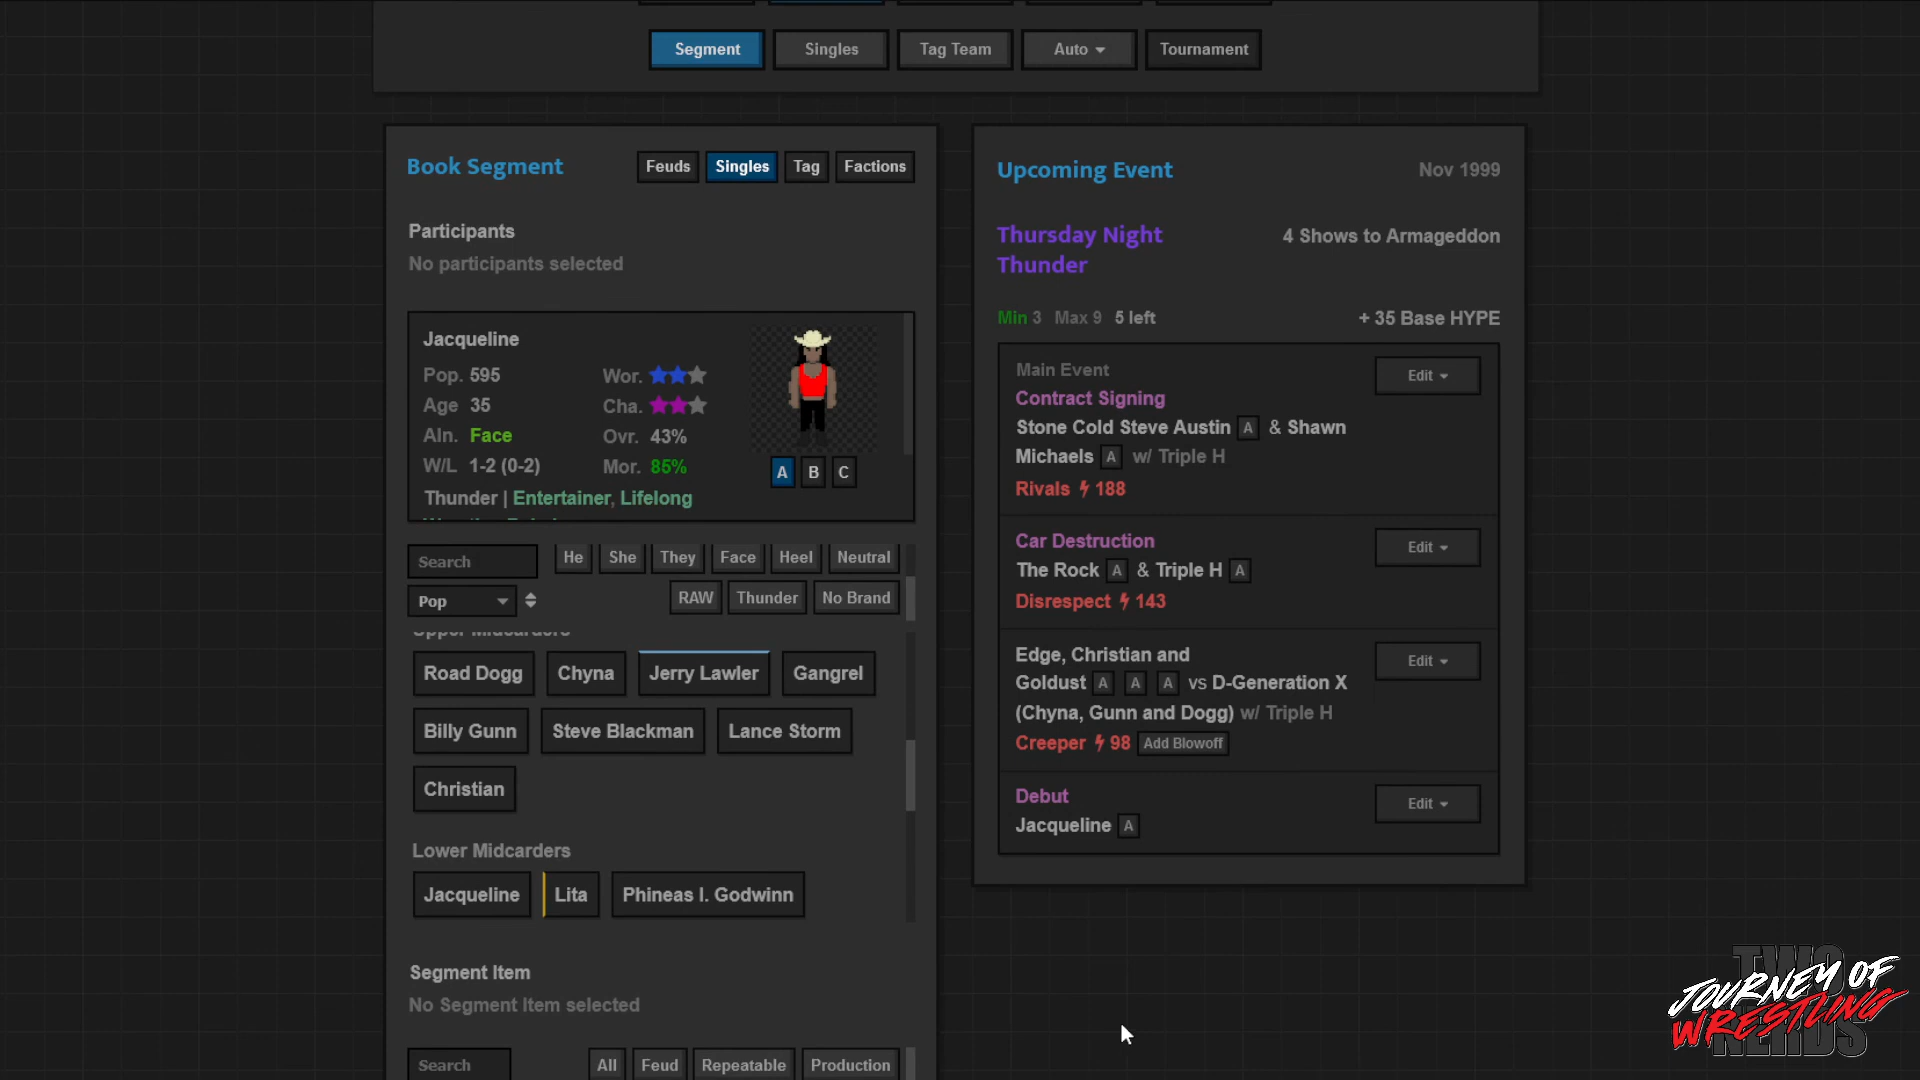 Segment
Singles
Tag Team
Auto
Tournament
Book Segment
Feuds
Singles
Tag
Factions
Participants
No participants selected
Jacqueline
Pop. 595
Wor.
Age 35
Cha.
Aln. Face
Ovr. 43%
W/L 1-2 (0-2)
Mor. 85%
A B C
Thunder | Entertainer, Lifelong
Search
He
She
They
Face
Heel
Neutral
Pop
RAW
Thunder
No Brand
Upper Midcarders
Road Dogg
Chyna
Jerry Lawler
Gangrel
Billy Gunn
Steve Blackman
Lance Storm
Christian
Lower Midcarders
Jacqueline
Lita
Phineas I. Godwinn
Segment Item
No Segment Item selected
Search
All
Feud
Repeatable
Production
Upcoming Event
Nov 1999
Thursday Night
Thunder
4 Shows to Armageddon
Min 3 Max 9 5 left
+ 35 Base HYPE
Main Event
Contract Signing
Stone Cold Steve Austin A & Shawn
Michaels A w/ Triple H
Rivals 188
Edit
Car Destruction
The Rock A & Triple H A
Disrespect 143
Edit
Edge, Christian and
Goldust A A A vs D-Generation X
(Chyna, Gunn and Dogg) w/ Triple H
Creeper 98 Add Blowoff
Edit
Debut
Jacqueline A
Edit
TWO
JOURNEY OF
WRESTLING
NERDS